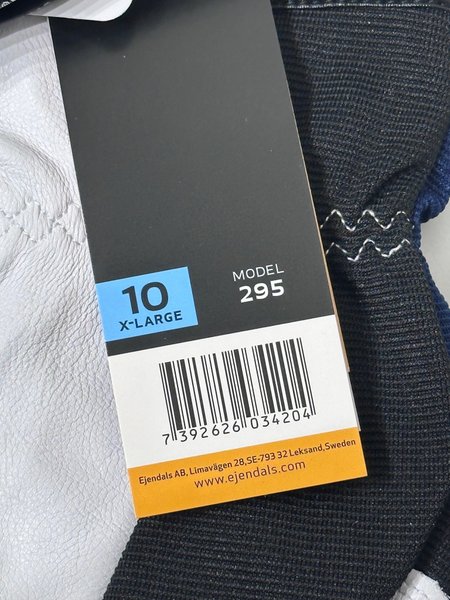 10
X-LARGE
MODEL
295
7 392626 034204
Ejendals AB, Limavägen 28,SE-793 32 Leksand,Sweden
www.ejendals.com